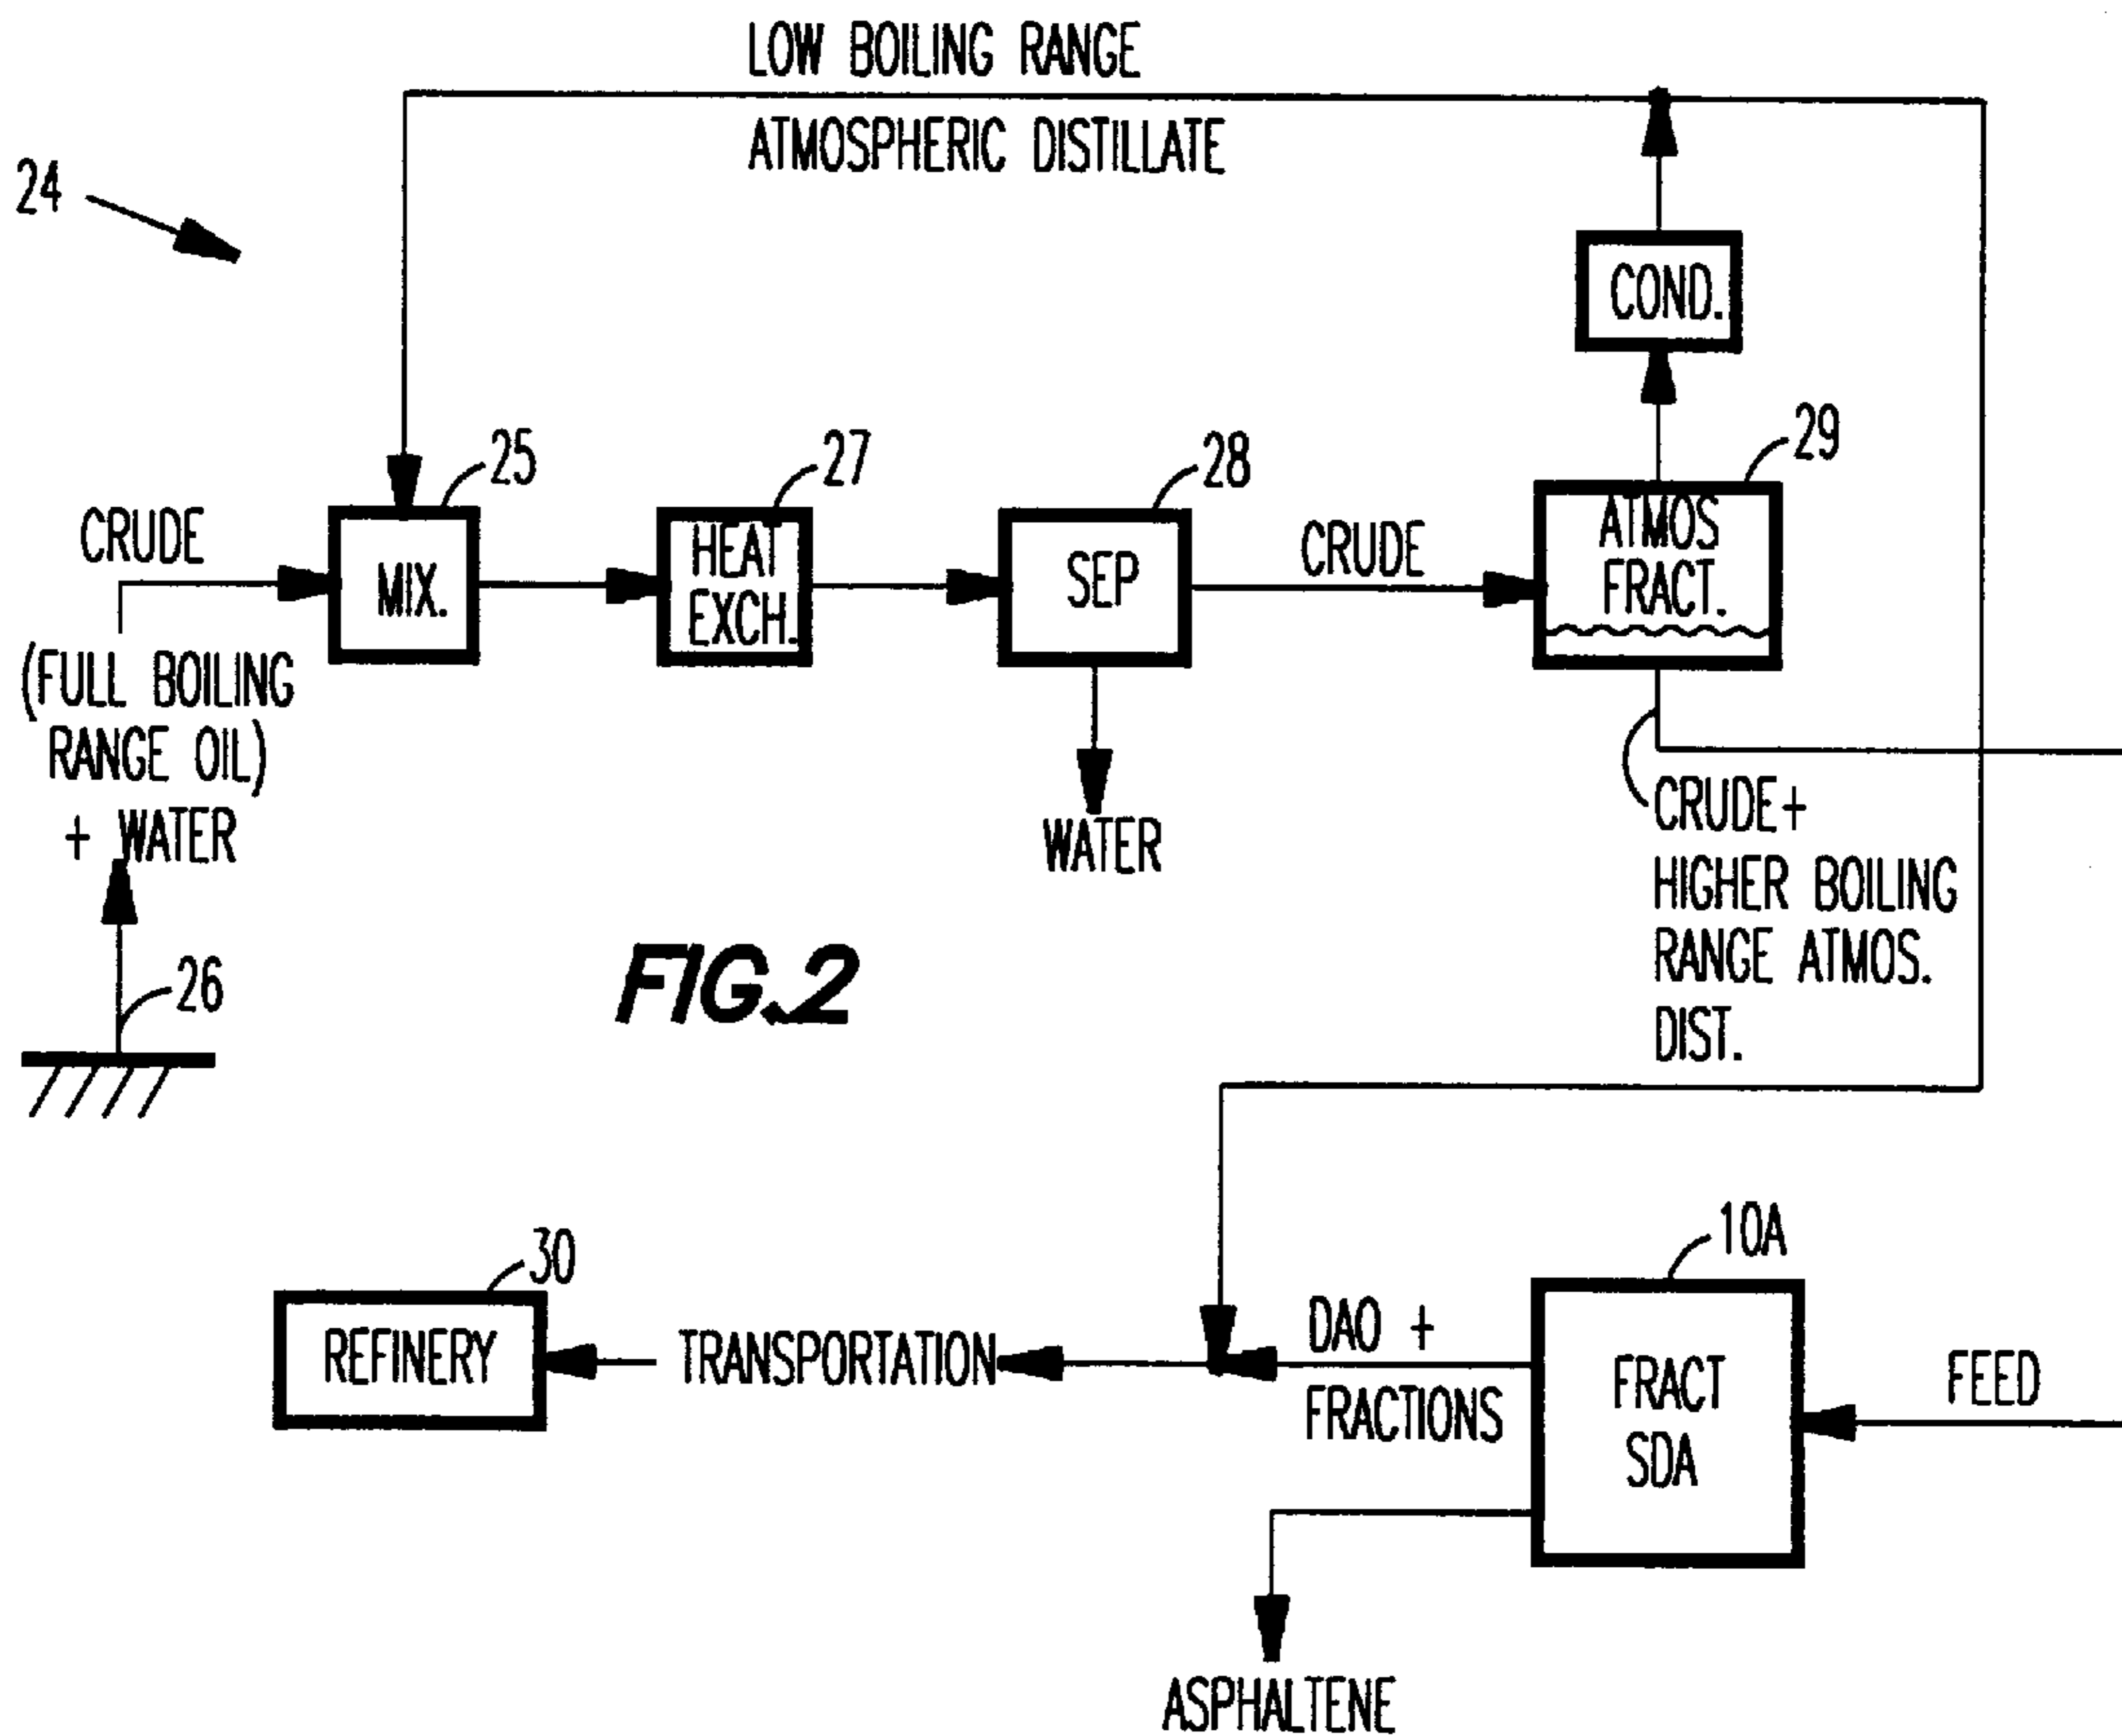 LOW BOILING RANGE
ATMOSPHERIC DISTILLATE
24
COND.
25
27
28
29
CRUDE
MIX.
HEAT
EXCH.
SEP
CRUDE
ATMOS
FRACT.
(FULL BOILING
RANGE OIL)
+ WATER
WATER
CRUDE+
HIGHER BOILING
RANGE ATMOS.
DIST.
26
FIG.2
30
10A
REFINERY
TRANSPORTATION
DAO +
FRACTIONS
FRACT
SDA
FEED
ASPHALTENE